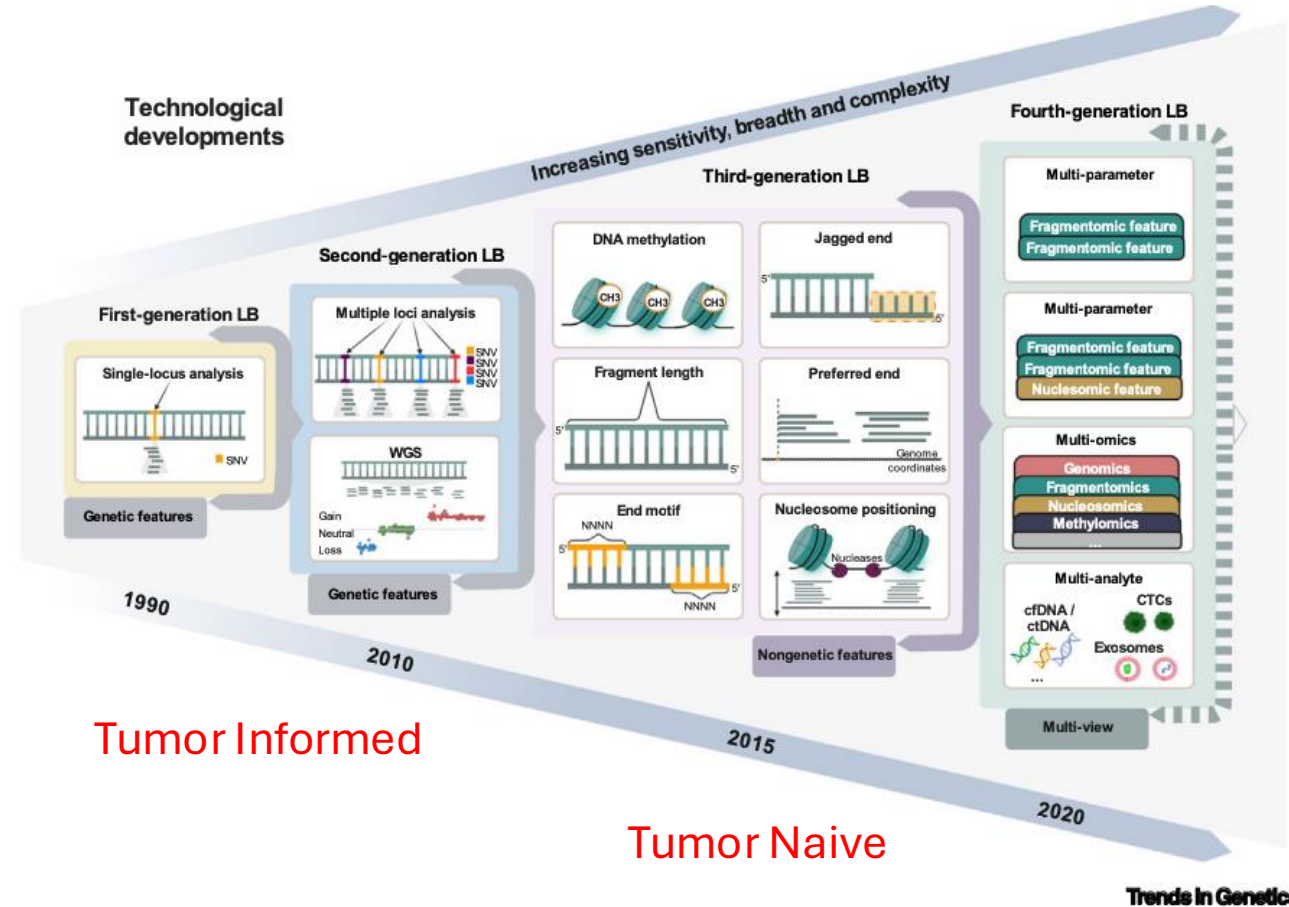 Technological
developments
Increasing sensitivity, breadth and complexity
First-generation LB
Single-locus analysis
SNV
Genetic features
Second-generation LB
Multiple loci analysis
SNV
SNV
SNV
SNV
WGS
Gain
Neutral
Loss
Genetic features
Third-generation LB
DNA methylation
CH3
CH3
CH3
Jagged end
5'
5'
Fragment length
5'
5'
Preferred end
Genome
coordinates
End motif
NNNN
5'
5'
NNNN
Nucleosome positioning
Nucleases
Nongenetic features
Fourth-generation LB
Multi-parameter
Fragmentomic feature
Fragmentomic feature
Multi-parameter
Fragmentomic feature
Fragmentomic feature
Nuclesomic feature
Multi-omics
Genomics
Fragmentomics
Nucleosomics
Methylomics
...
Multi-analyte
cfDNA /
ctDNA
CTCs
Exosomes
...
Multi-view
1990
2010
2015
2020
Tumor Informed
Tumor Naive
Trends in Genetic